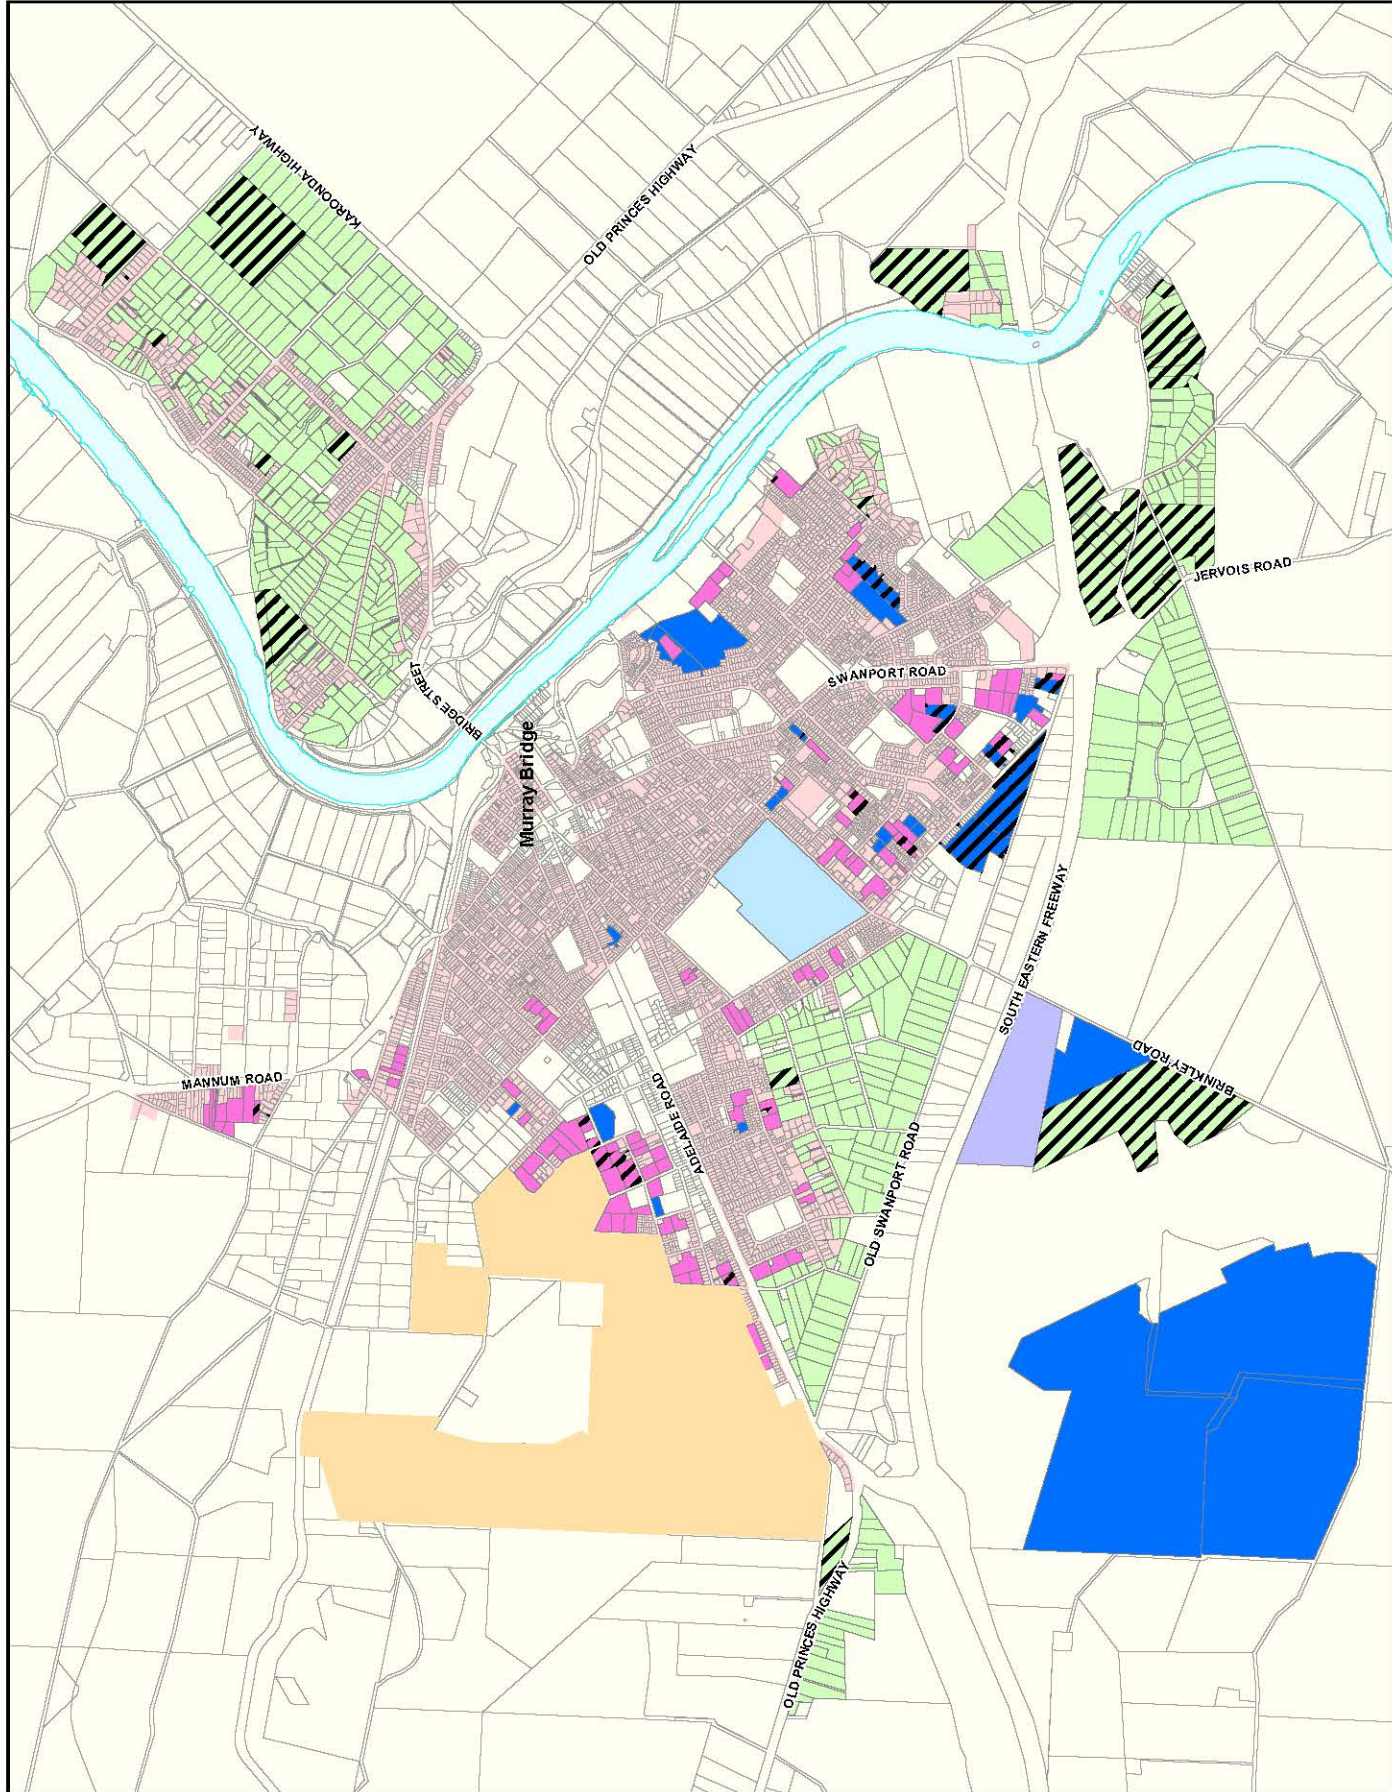 KAROONDA HIGHWAY
OLD PRINCES HIGHWAY
JERVOIS ROAD
SWANPORT ROAD
BRIDGE STREET
Murray Bridge
SOUTH EASTERN FREEWAY
MANNUM ROAD
BRINKLEY ROAD
ADELAIDE ROAD
OLD SWANPORT ROAD
OLD PRINCES HIGHWAY